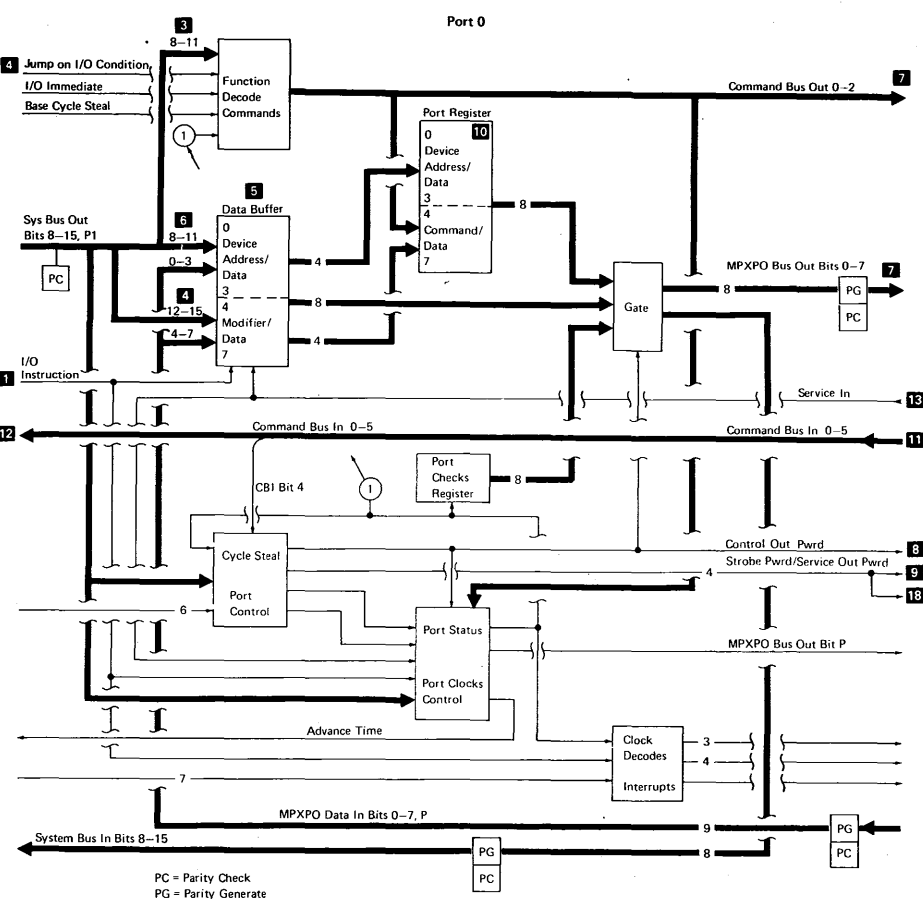 Port 0
3
8–11
4 Jump on I/O Condition
I/O Immediate
Base Cycle Steal
Function
Decode
Commands
1
Command Bus Out 0–2
7
Port Register
0 10
Device
Address/
Data
3
4
Command/
Data
7
8
5
Data Buffer
0
Device
Address/
Data
3
4
Modifier/
Data
7
Sys Bus Out
Bits 8–15, P1
PC
6
8–11
0–3
4
12–15
4–7
4
8
4
Gate
MPXPO Bus Out Bits 0–7
7
8
PG
PC
I/O
1 Instruction
Service In
13
12
Command Bus In 0–5
Command Bus In 0–5
11
CBI Bit 4
1
Port
Checks
Register
8
Cycle Steal
Port
Control
6
Control Out Pwrd
8
4
Strobe Pwrd/Service Out Pwrd
9
18
Port Status
Port Clocks
Control
MPXPO Bus Out Bit P
Advance Time
Clock
Decodes
Interrupts
3
4
7
MPXPO Data In Bits 0–7, P
9
PG
PC
System Bus In Bits 8–15
PG
PC
8
PC = Parity Check
PG = Parity Generate